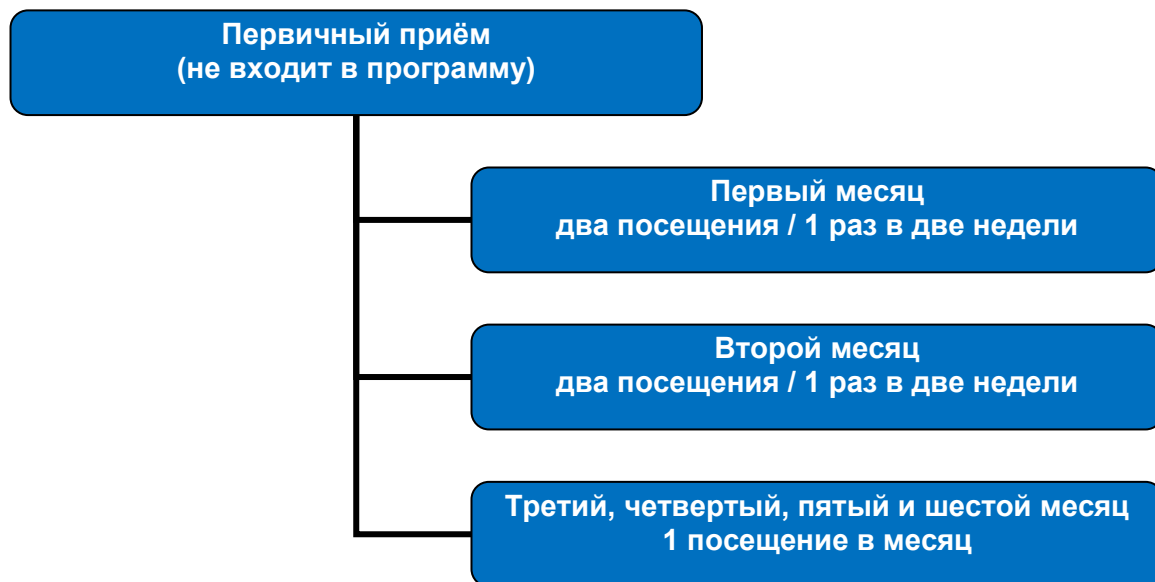 Первичный приём
(не входит в программу)
Первый месяц
два посещения / 1 раз в две недели
Второй месяц
два посещения / 1 раз в две недели
Третий, четвертый, пятый и шестой месяц
1 посещение в месяц